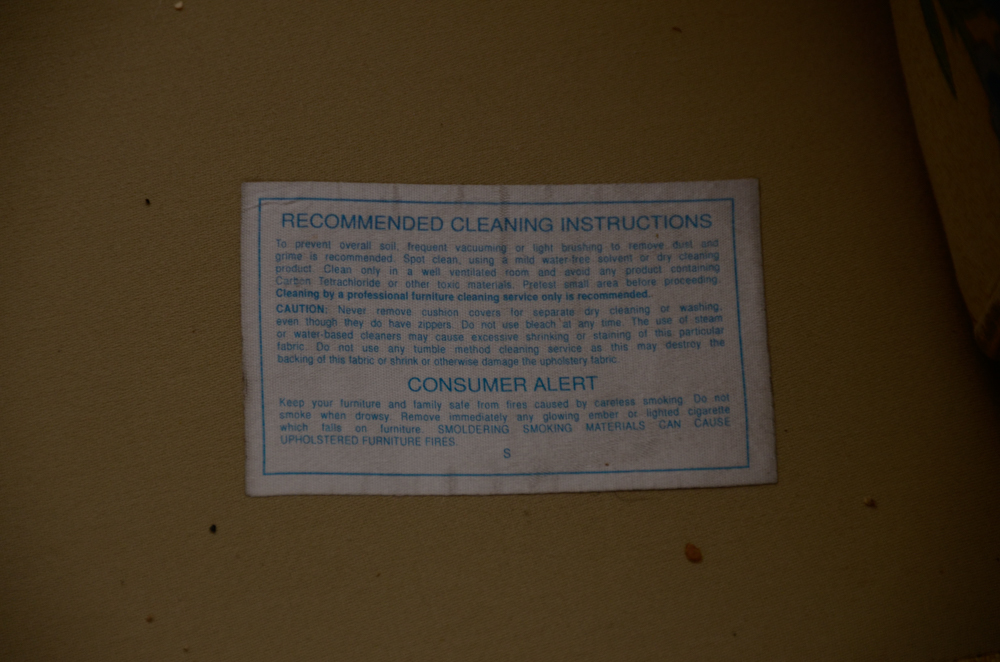 RECOMMENDED CLEANING INSTRUCTIONS
To prevent overall soil, frequent vacuuming or light brushing to remove dust and
grime is recommended. Spot clean, using a mild water-free solvent or dry cleaning
product. Clean only in a well ventilated room and avoid any product containing
Carbon Tetrachloride or other toxic materials. Pretest small area before proceeding.
Cleaning by a professional furniture cleaning service only is recommended.
CAUTION: Never remove cushion covers for separate dry cleaning or washing,
even though they do have zippers. Do not use bleach at any time. The use of steam
or water-based cleaners may cause excessive shrinking or staining of this particular
fabric. Do not use any tumble method cleaning service as this may destroy the
backing of this fabric or shrink or otherwise damage the upholstery fabric.
CONSUMER ALERT
Keep your furniture and family safe from fires caused by careless smoking. Do not
smoke when drowsy. Remove immediately any glowing ember or lighted cigarette
which falls on furniture. SMOLDERING SMOKING MATERIALS CAN CAUSE
UPHOLSTERED FURNITURE FIRES.
S